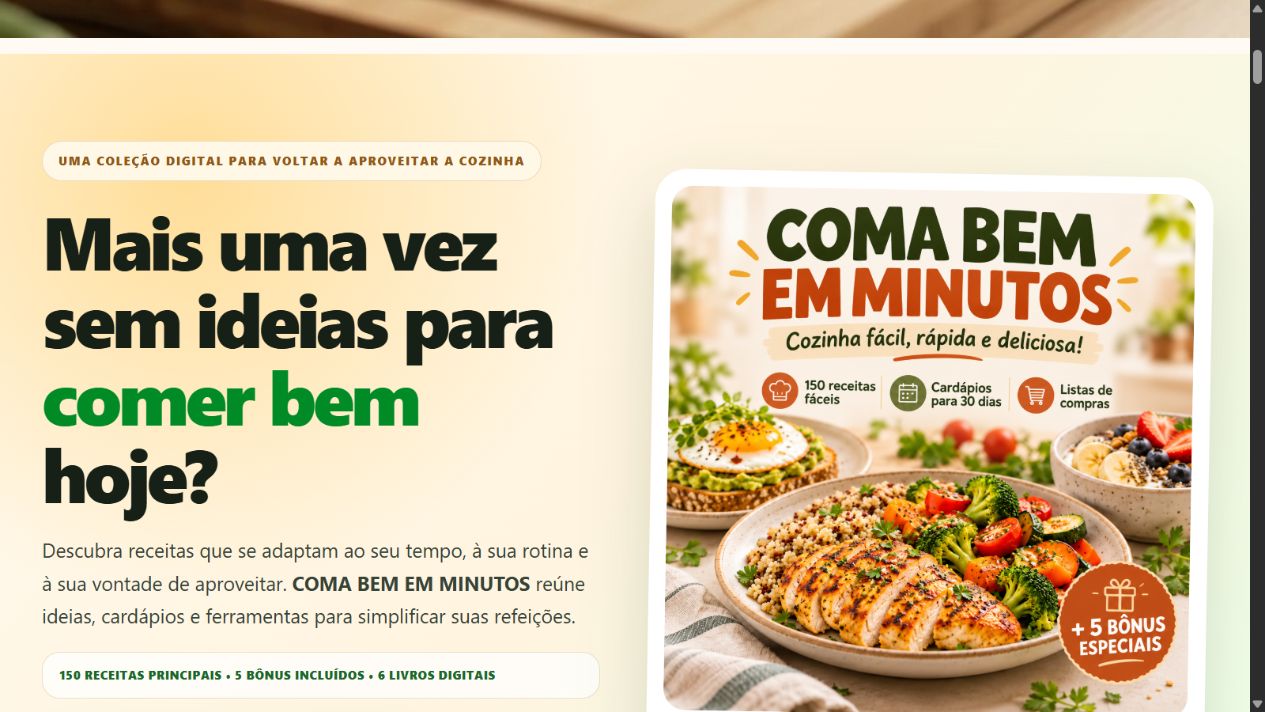 UMA COLEÇÃO DIGITAL PARA VOLTAR A APROVEITAR A COZINHA
Mais uma vez
sem ideias para
comer bem
hoje?
Descubra receitas que se adaptam ao seu tempo, à sua rotina e
à sua vontade de aproveitar. COMA BEM EM MINUTOS reúne
ideias, cardápios e ferramentas para simplificar suas refeições.
150 RECEITAS PRINCIPAIS • 5 BÔNUS INCLUÍDOS • 6 LIVROS DIGITAIS
COMA BEM
EM MINUTOS
Cozinha fácil, rápida e deliciosa!
150 receitas
fáceis
Cardápios
para 30 dias
Listas de
compras
+ 5 BÔNUS
ESPECIAIS